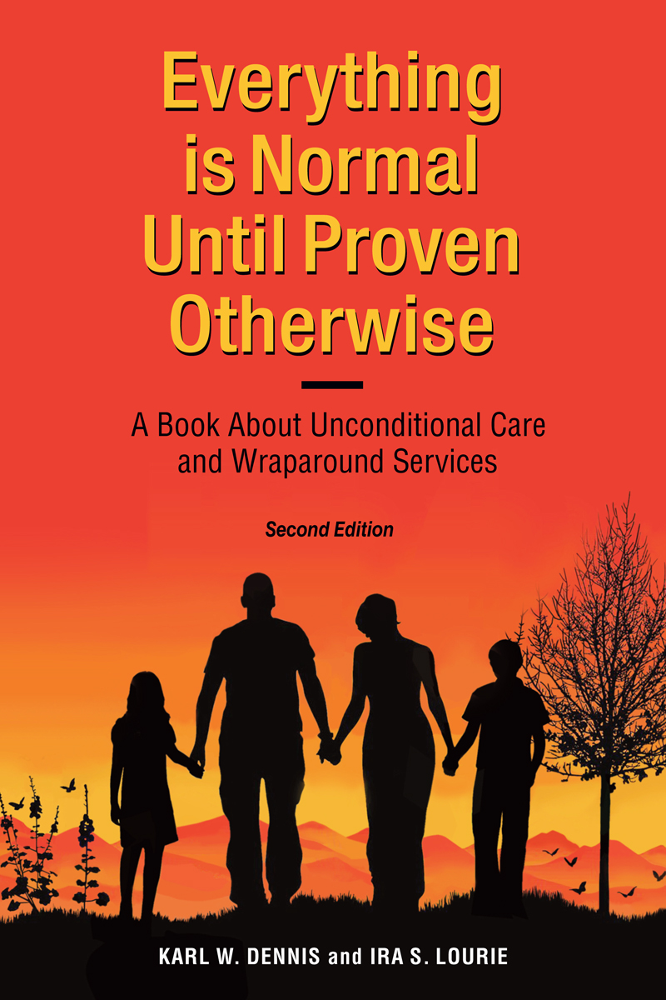 Everything
is Normal
Until Proven
Otherwise
A Book About Unconditional Care
and Wraparound Services
Second Edition
KARL W. DENNIS and IRA S. LOURIE